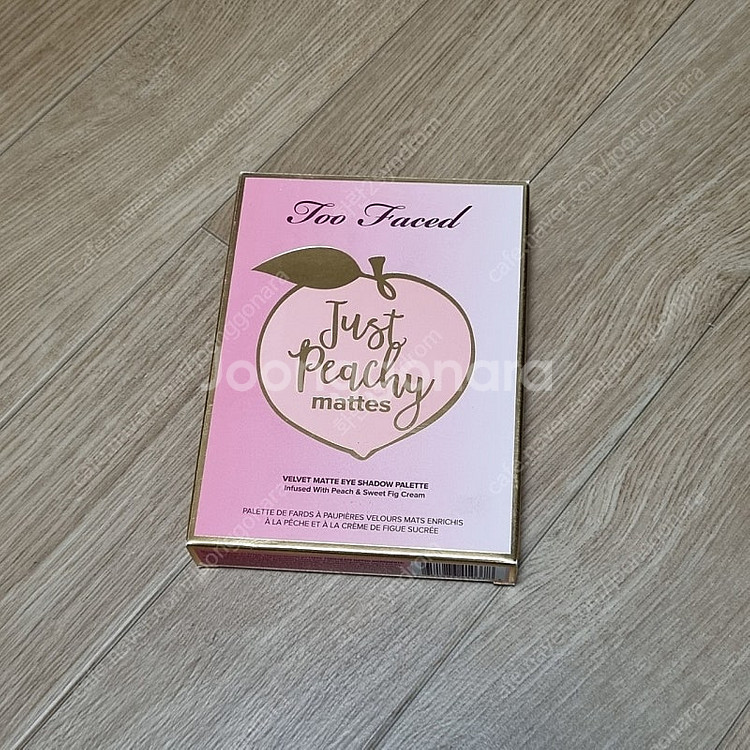 Too Faced
Just
Peachy
mattes
Joonggonara
VELVET MATTE EYE SHADOW PALETTE
Infused With Peach & Sweet Fig Cream
PALETTE DE FARDS À PAUPIÈRES VELOURS MATS ENRICHIS
À LA PÊCHE ET À LA CRÈME DE FIGUE SUCRÉE